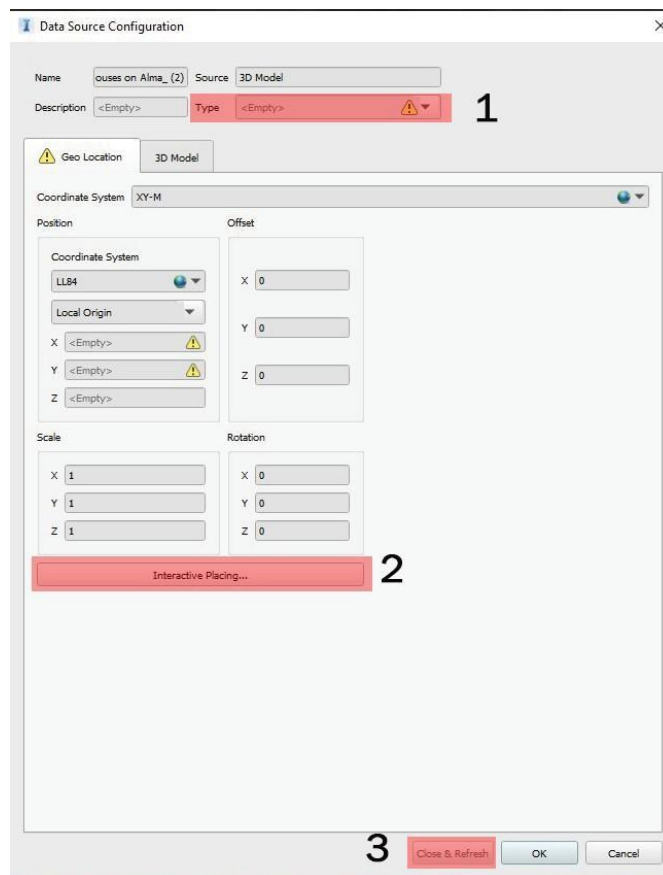 Data Source Configuration
Name ouses on Alma_ (2) Source 3D Model
Description <Empty> Type <Empty> 1
Geo Location 3D Model
Coordinate System XY-M
Position Offset
Coordinate System
LL84 X 0
Local Origin
Y 0
X <Empty>
Y <Empty> Z 0
Z <Empty>
Scale Rotation
X 1 X 0
Y 1 Y 0
Z 1 Z 0
Interactive Placing... 2
3 Close & Refresh OK Cancel